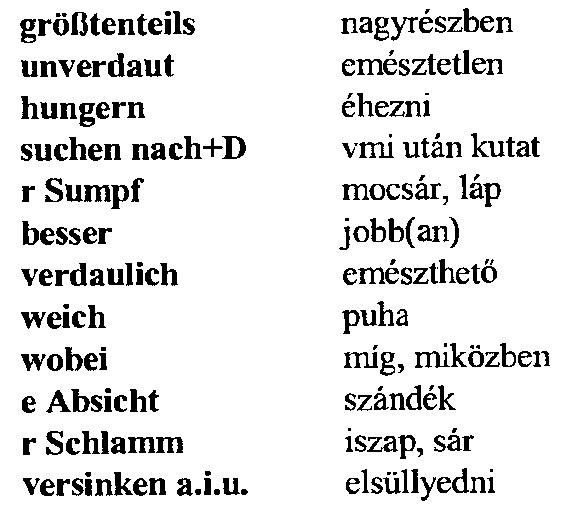 größtenteils nagyrészben
unverdaut emésztetlen
hungern éhezni
suchen nach+D vmi után kutat
r Sumpf mocsár, láp
besser jobb(an)
verdaulich emészthető
weich puha
wobei míg, miközben
e Absicht szándék
r Schlamm iszap, sár
versinken a.i.u. elsüllyedni